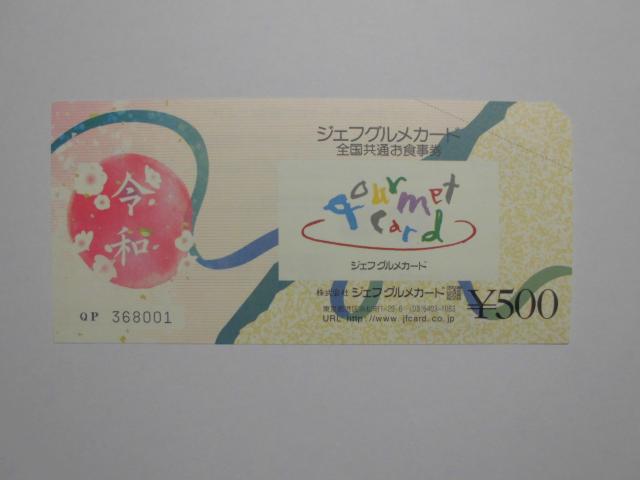 ジェフグルメカード
全国共通お食事券
gourmet
card
ジェフグルメカード
令
和
株式会社 ジェフグルメカード
¥500
QP 368001
URL http://www.jfcard.co.jp